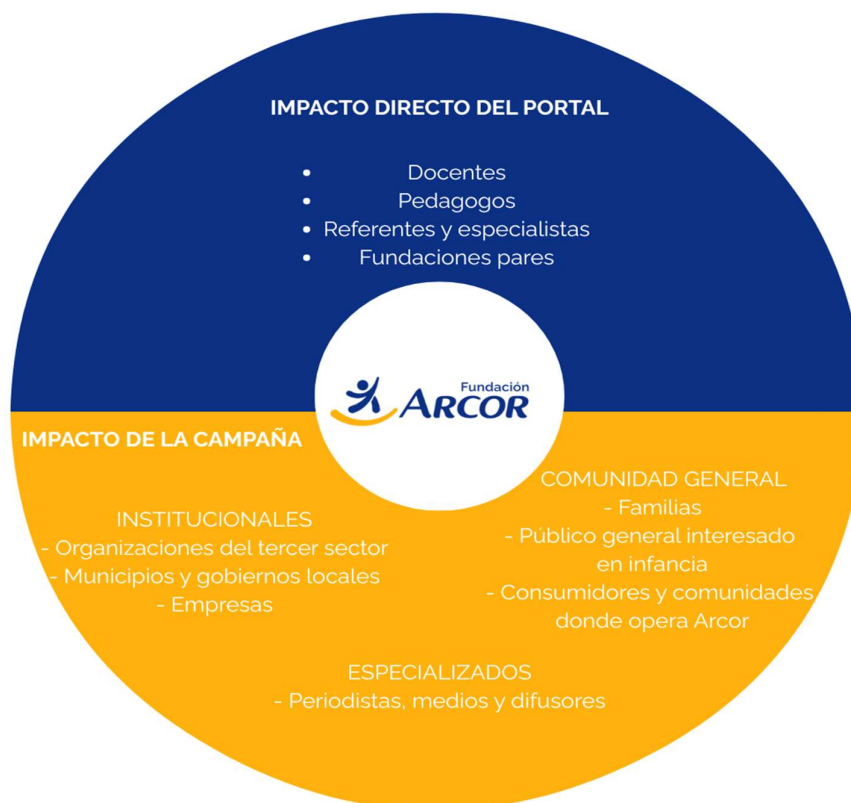 IMPACTO DIRECTO DEL PORTAL
• Docentes
• Pedagogos
• Referentes y especialistas
• Fundaciones pares
Fundación
ARCOR
IMPACTO DE LA CAMPAÑA
INSTITUCIONALES
- Organizaciones del tercer sector
- Municipios y gobiernos locales
- Empresas
COMUNIDAD GENERAL
- Familias
- Público general interesado
en infancia
- Consumidores y comunidades
donde opera Arcor
ESPECIALIZADOS
- Periodistas, medios y difusores